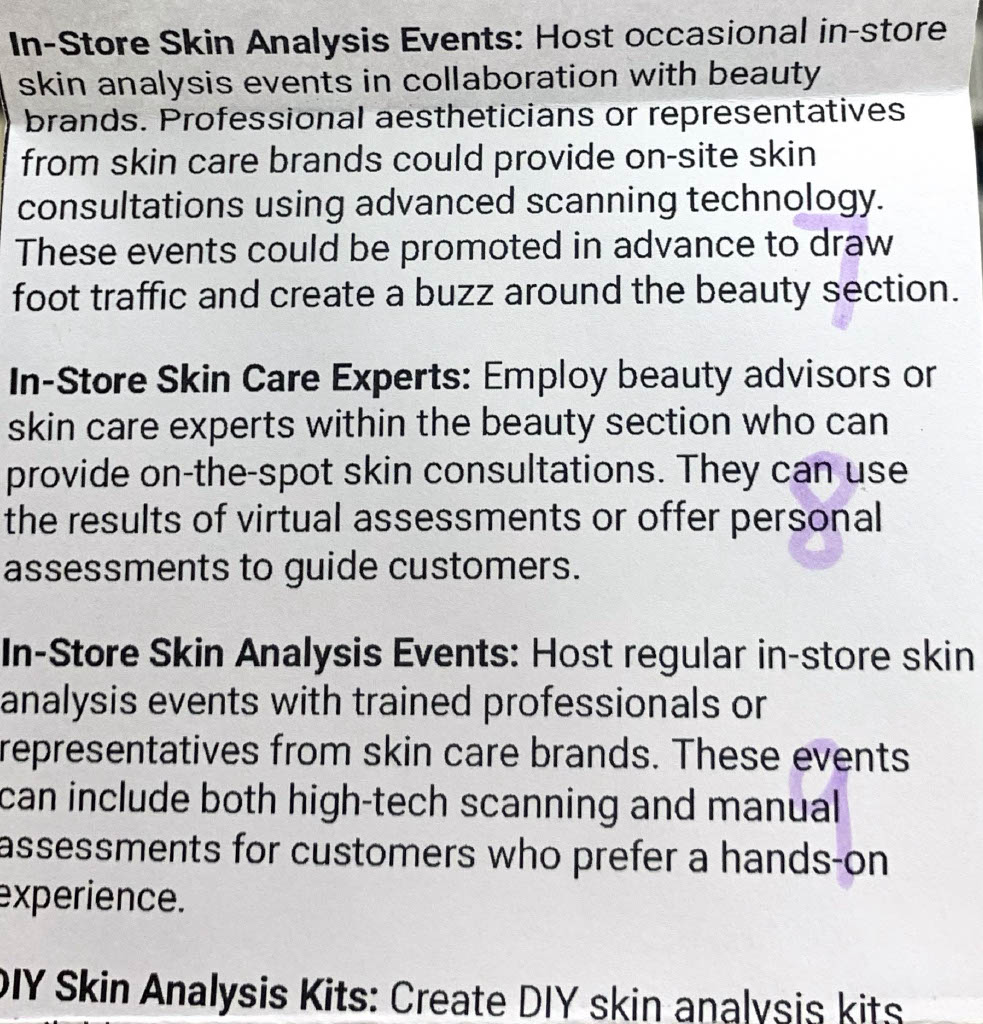 In-Store Skin Analysis Events: Host occasional in-store
skin analysis events in collaboration with beauty
brands. Professional aestheticians or representatives
from skin care brands could provide on-site skin
consultations using advanced scanning technology.
These events could be promoted in advance to draw
foot traffic and create a buzz around the beauty section.
7
In-Store Skin Care Experts: Employ beauty advisors or
skin care experts within the beauty section who can
provide on-the-spot skin consultations. They can use
the results of virtual assessments or offer personal
assessments to guide customers.
8
In-Store Skin Analysis Events: Host regular in-store skin
analysis events with trained professionals or
representatives from skin care brands. These events
can include both high-tech scanning and manual
assessments for customers who prefer a hands-on
experience.
9
DIY Skin Analysis Kits: Create DIY skin analysis kits